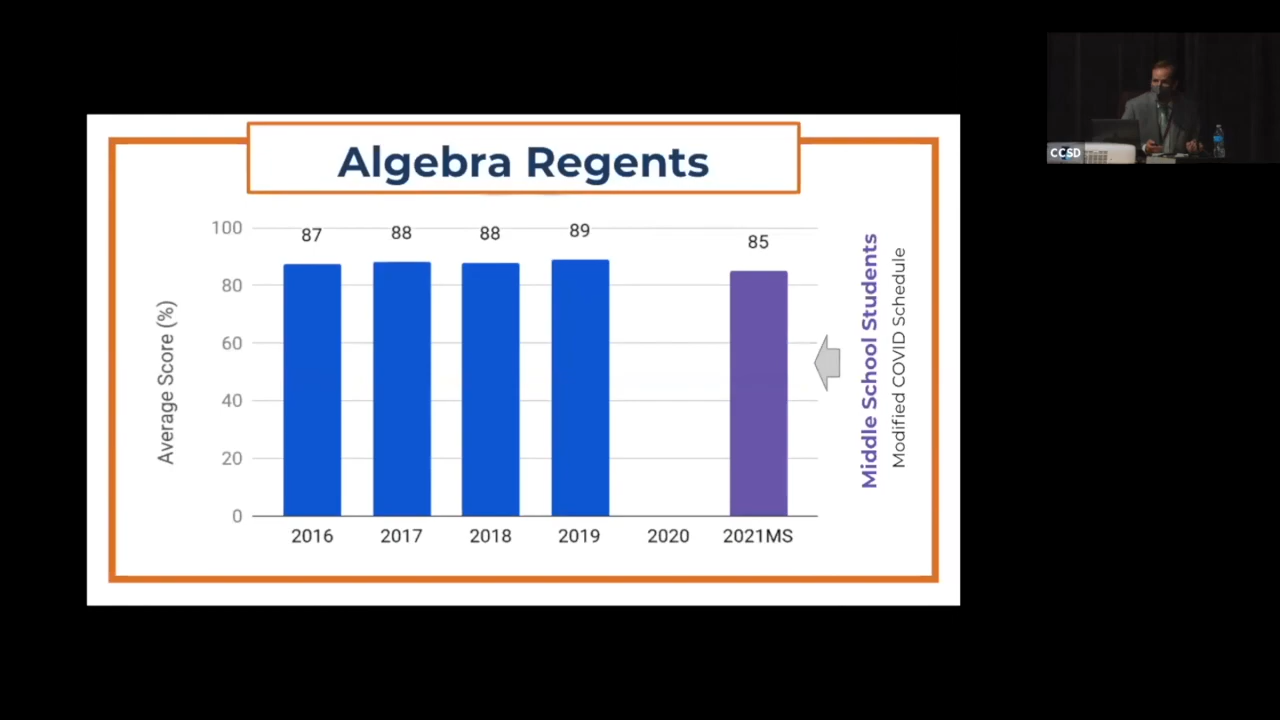 Algebra Regents
100
80
60
40
20
0
Average Score (%)
87
88
88
89
85
2016
2017
2018
2019
2020
2021MS
Middle School Students
Modified COVID Schedule
CCSD